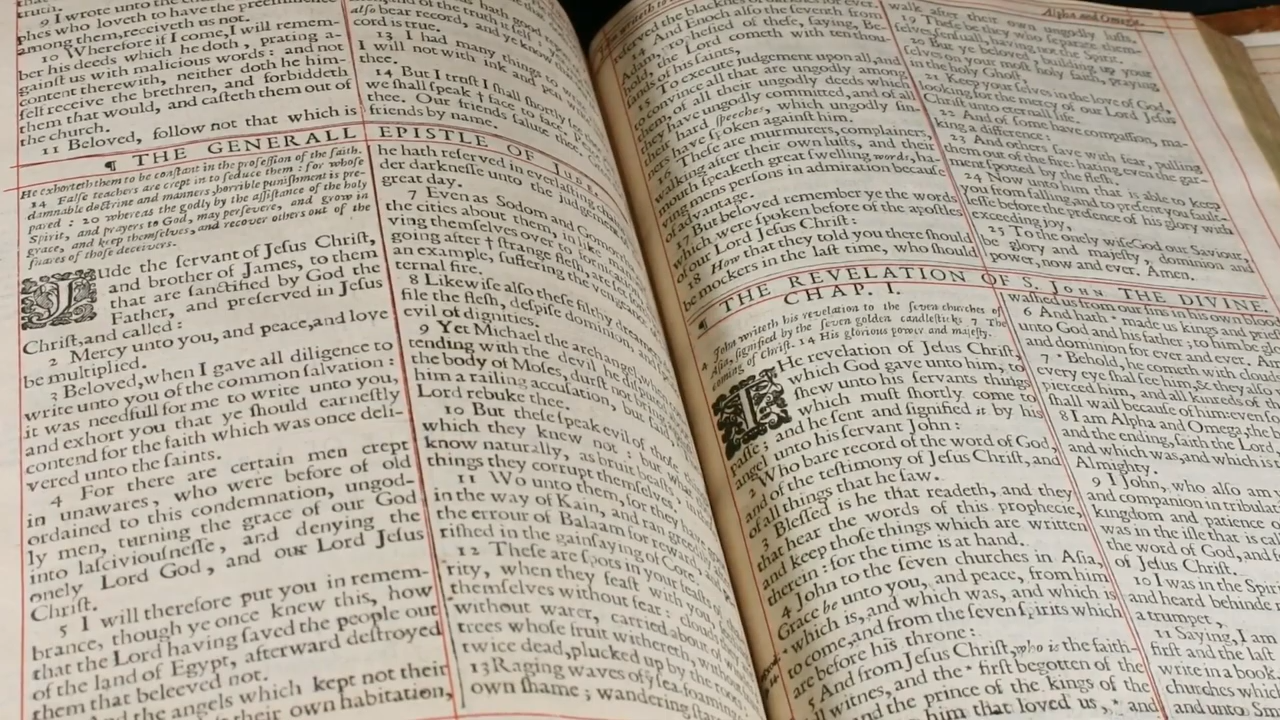 truth.
9 I wrote unto the
phes who loveth to have the preeminence
among them, receiveth us not.
10 Wherefore if I come, I will remem-
ber his deeds which he doth, prating a-
gainſt us with malicious words: and not
content therewith, neither doth he him-
ſelf receive the brethren, and forbiddeth
them that would, and caſteth them out of
the church.
11 Beloved, follow not that which is
hath good
of the truth it ſelf
alſo bear record, and ye know
cord is true.
13 I had many things to write,
I will not with ink and pen
thee.
14 But I truſt I ſhall ſhortly
we ſhall ſpeak † face to face.
thee. Our friends ſalute thee.
friends by name.
¶ THE GENERALL EPISTLE OF JUDE
He exhorteth them to be conſtant in the profeſſion of the faith.
14 Falſe teachers are crept in to ſeduce them: for whoſe
damnable doctrine and manners, horrible puniſhment is pre-
pared: 20 whereas the godly by the aſſiſtance of the holy
Spirit, and prayers to God, may perſevere, and grow in
grace, and keep themſelves, and recover others out of the
ſnares of thoſe deceivers.
Jude the ſervant of Jeſus Chriſt,
and brother of James, to them
that are ſanctified by God the
Father, and preſerved in Jeſus
Chriſt, and called:
2 Mercy unto you, and peace, and love
be multiplied.
3 Beloved, when I gave all diligence to
write unto you of the common ſalvation:
it was needfull for me to write unto you,
and exhort you that ye ſhould earneſtly
contend for the faith which was once deli-
vered unto the ſaints.
4 For there are certain men crept
in unawares, who were before of old
ordained to this condemnation, ungod-
ly men, turning the grace of our God
into laſciviouſneſſe, and denying the
onely Lord God, and our Lord Jeſus
Chriſt.
5 I will therefore put you in remem-
brance, though ye once knew this, how
that the Lord having ſaved the people out
of the land of Egypt, afterward deſtroyed
them that beleeved not.
And the angels which kept not their
their own habitation,
he hath reſerved in everlaſting chains
der darkneſſe unto the judgement
great day.
7 Even as Sodom and Gomorrha
the cities about them, in like
ving themſelves over to fornication
going after † ſtrange fleſh, are ſet
an example, ſuffering the vengeance
ternal fire.
8 Likewiſe alſo theſe filthy dreamers
file the fleſh, deſpiſe dominion, and
evil of dignities.
9 Yet Michael the archangel, when
tending with the devil, he diſputed
the body of Moſes, durſt not bring
him a railing accuſation, but ſaid
Lord rebuke thee.
10 But theſe ſpeak evil of thoſe
which they knew not: but what
know naturally, as bruit beaſts, in
things they corrupt themſelves.
11 Wo unto them, for they have
in the way of Kain, and ran greedily
the errour of Balaam for reward,
riſhed in the gainſaying of Core.
12 Theſe are ſpots in your feaſts of
rity, when they feaſt with you,
themſelves without fear: clouds
without water, carried about of
trees whoſe fruit withereth, without
twice dead, plucked up by the roots
13 Raging waves of the ſea, foaming
own ſhame; wandering ſtars,
reſerved the blackneſs of darkneſs for ever.
14 And Enoch alſo the ſeventh from
Adam, propheſied of theſe, ſaying, Be-
hold, the Lord cometh with ten thou-
ſands of his ſaints,
15 To execute judgement upon all, and
to convince all that are ungodly among
them, of all their ungodly deeds which
they have ungodly committed, and of all
their hard ſpeeches, which ungodly ſin-
ners have ſpoken againſt him.
16 Theſe are murmurers, complainers,
walking after their own luſts, and their
mouth ſpeaketh great ſwelling words, ha-
ving mens perſons in admiration becauſe
of advantage.
17 But beloved remember ye the words
which were ſpoken before of the apoſtles
of our Lord Jeſus Chriſt:
18 How that they told you there ſhould
be mockers in the laſt time, who ſhould
Alpha and Omega.
walk after their own ungodly luſts.
19 Theſe be they who ſeparate them-
ſelves, ſenſual, having not the Spirit.
20 But ye beloved, building up your
ſelves on your moſt holy faith, praying
in the holy Ghoſt,
21 Keep your ſelves in the love of God,
looking for the mercy of our Lord Jeſus
Chriſt unto eternal life.
22 And of ſome have compaſſion, ma-
king a difference:
23 And others ſave with fear, pulling
them out of the fire: hating even the gar-
ment ſpotted by the fleſh.
24 Now unto him that is able to keep
you from falling, and to preſent you fault-
leſſe before the preſence of his glory with
exceeding joy,
25 To the onely wiſe God our Saviour,
be glory and majeſty, dominion and
power, now and ever. Amen.
¶ THE REVELATION OF S. JOHN THE DIVINE.
CHAP. I.
John writeth his revelation to the ſeven churches of
Aſia, ſignified by the ſeven golden candleſticks. 7 The
coming of Chriſt. 14 His glorious power and majeſty.
THe revelation of Jeſus Chriſt,
which God gave unto him, to
ſhew unto his ſervants things
which muſt ſhortly come to
paſſe; and he ſent and ſignified it by his
angel unto his ſervant John:
2 Who bare record of the word of God,
and of the teſtimony of Jeſus Chriſt, and
of all things that he ſaw.
3 Bleſſed is he that readeth, and they
that hear the words of this prophecie,
and keep thoſe things which are written
therein: for the time is at hand.
4 John to the ſeven churches in Aſia,
Grace be unto you, and peace, from him
* which is, and which was, and which is
to come, and from the ſeven ſpirits which
are before his throne:
5 And from Jeſus Chriſt, who is the faith-
full witnes, and the * firſt begotten of the
and the prince of the kings of the
him that loved us, * and
waſhed us from our ſins in his own blood
6 And hath * made us kings and prieſts
unto God and his father; to him be glory
and dominion for ever and ever. Amen.
7 * Behold, he cometh with clouds
every eye ſhall ſee him, &c they alſo
pierced him, and all kinreds of
ſhall wail becauſe of him: even ſo
8 I am Alpha and Omega, the
and the ending, ſaith the Lord,
and which was, and which is
Almighty.
9 I John, who alſo am
and companion in tribulation
kingdom and patience of
was in the iſle that is called
the word of God, and for
of Jeſus Chriſt.
10 I was in the Spirit
and heard behinde
a trumpet,
11 Saying, I am
firſt and the laſt
write in a book,
churches which
and unto Smyrna